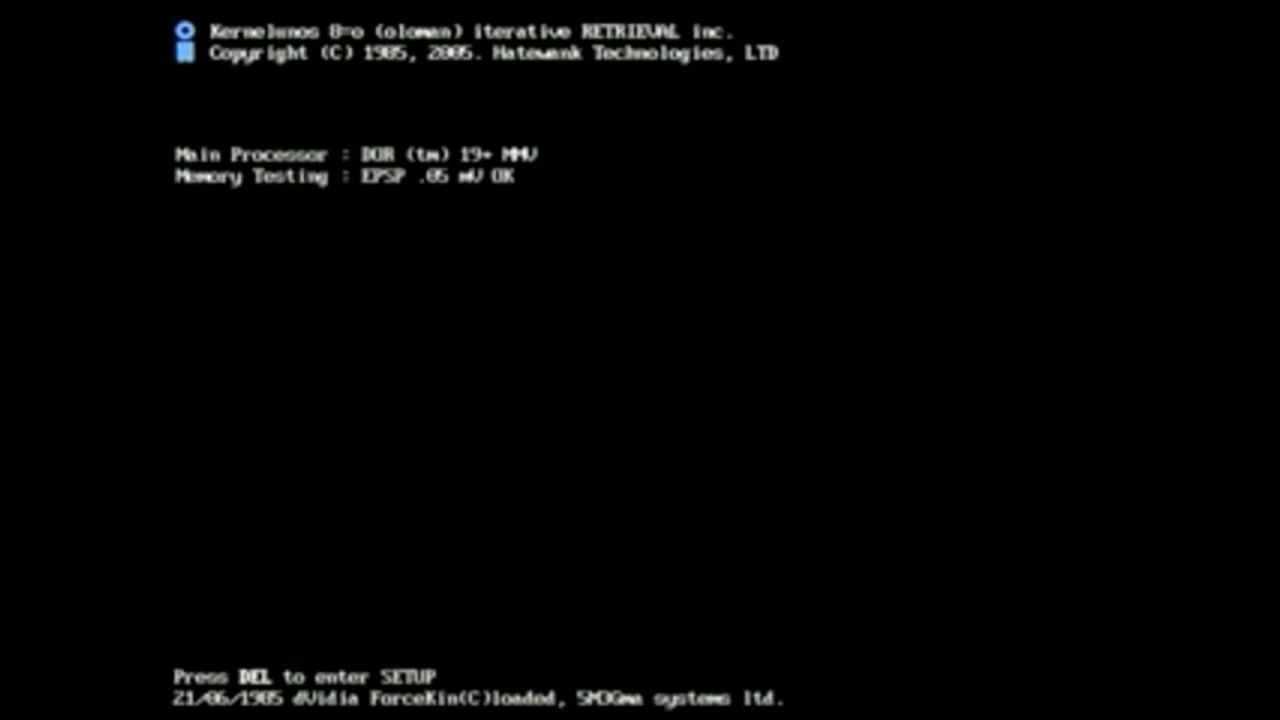 Kernelunos 8=o (oloman) iterative RETRIEVAL inc.
Copyright (C) 1985, 2005. Hatewank Technologies, LTD
Main Processor : DOR (tm) 19+ MMV
Memory Testing : EPSP .05 mV OK
Press DEL to enter SETUP
21/06/1985 dVidia ForceKin(C)loaded, SM3Gma systems ltd.